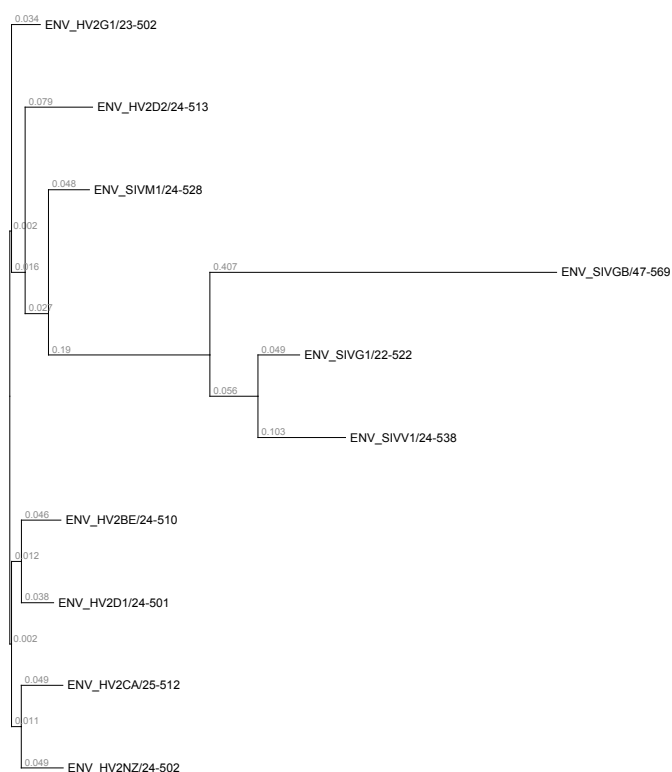 0.034
ENV_HV2G1/23-502
0.079
ENV_HV2D2/24-513
0.048
ENV_SIVM1/24-528
0.002
0.016
0.407
ENV_SIVGB/47-569
0.027
0.19
0.049
ENV_SIVG1/22-522
0.056
0.103
ENV_SIVV1/24-538
0.046
ENV_HV2BE/24-510
0.012
0.038
ENV_HV2D1/24-501
0.002
0.049
ENV_HV2CA/25-512
0.011
0.049
ENV_HV2NZ/24-502